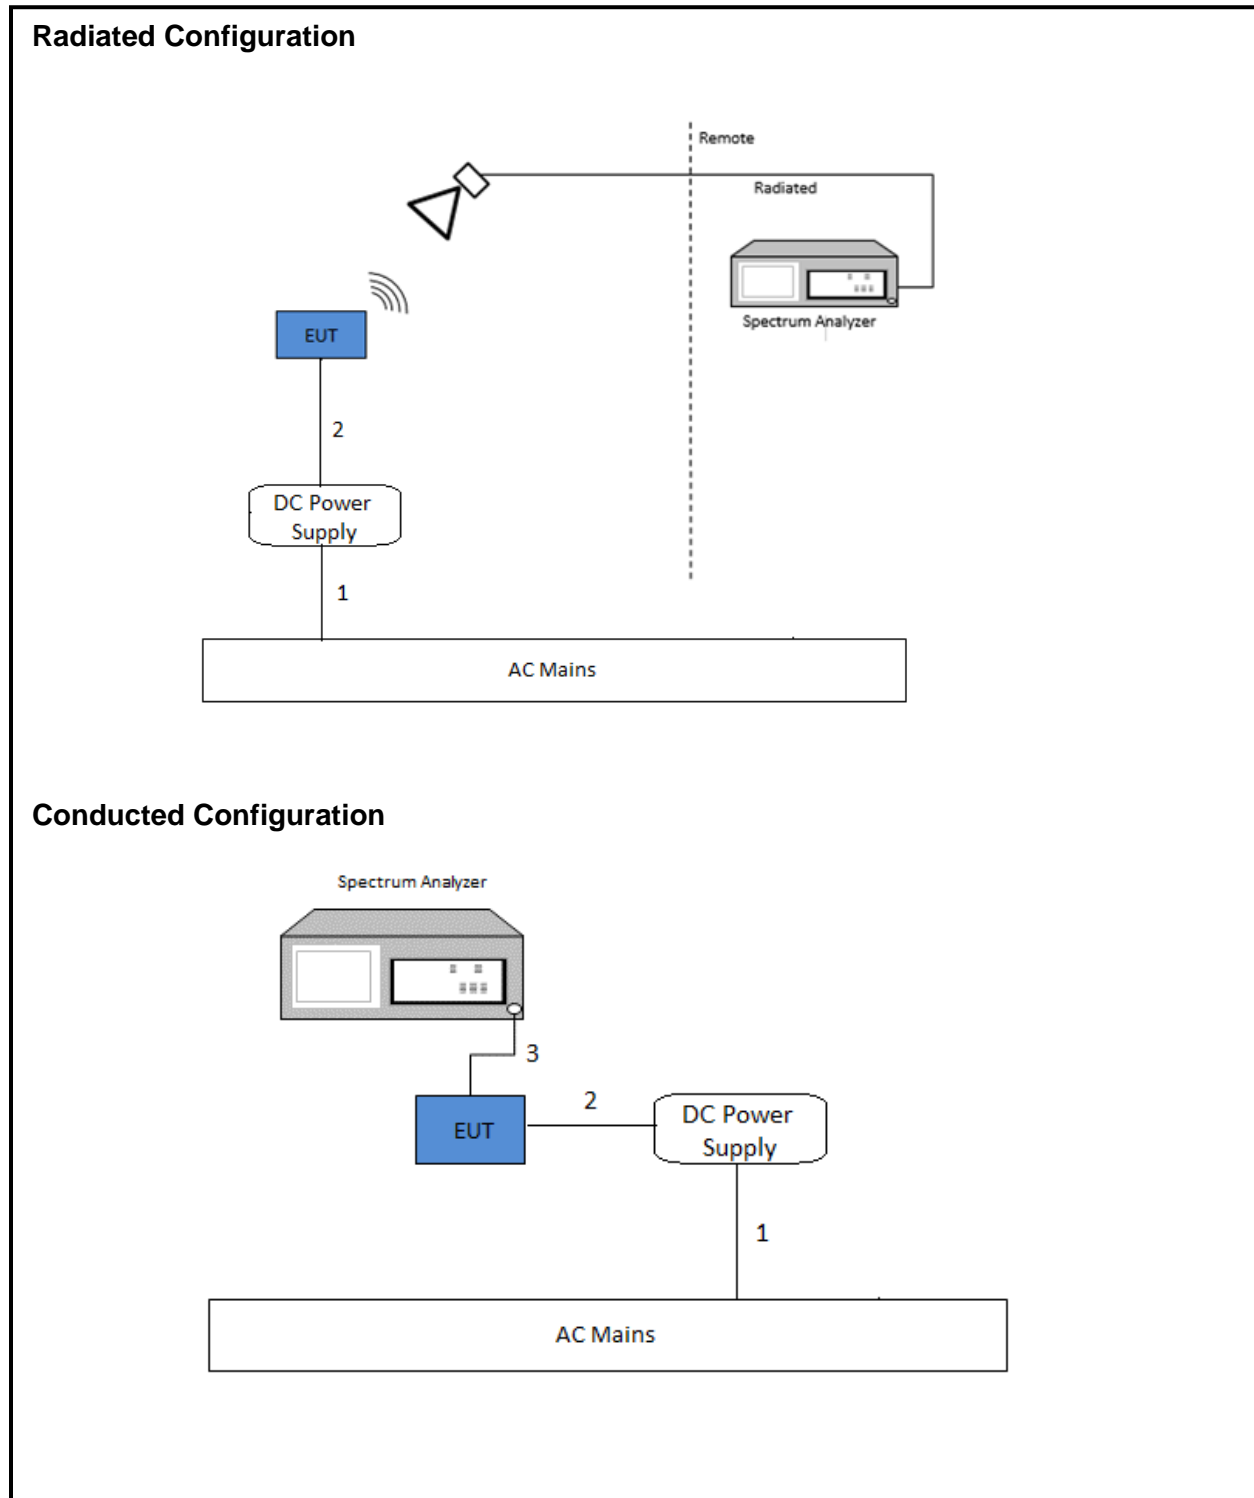 Radiated Configuration
Remote
Radiated
Spectrum Analyzer
EUT
2
DC Power
Supply
1
AC Mains
Conducted Configuration
Spectrum Analyzer
3
EUT
2
DC Power
Supply
1
AC Mains